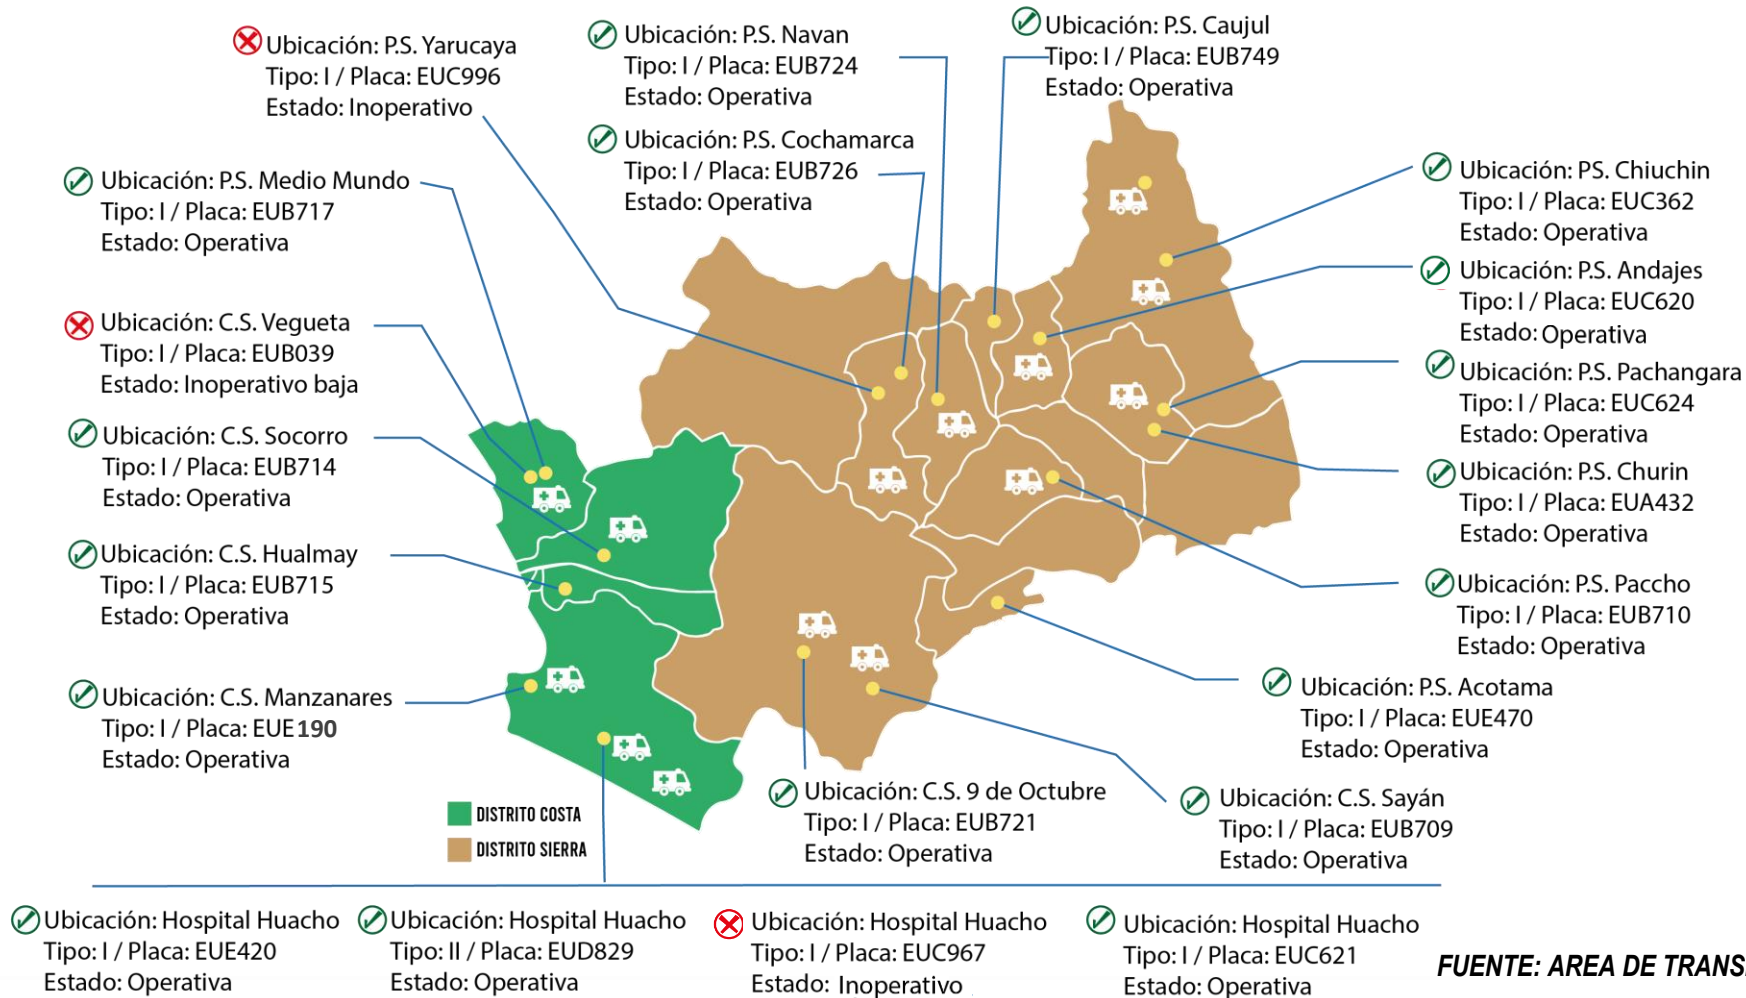 Ubicación: P.S. Yarucaya
Tipo: I / Placa: EUC996
Estado: Inoperativo
Ubicación: P.S. Navan
Tipo: I / Placa: EUB724
Estado: Operativa
Ubicación: P.S. Caujul
Tipo: I / Placa: EUB749
Estado: Operativa
Ubicación: P.S. Cochamarca
Tipo: I / Placa: EUB726
Estado: Operativa
Ubicación: P.S. Medio Mundo
Tipo: I / Placa: EUB717
Estado: Operativa
Ubicación: C.S. Vegueta
Tipo: I / Placa: EUB039
Estado: Inoperativo baja
Ubicación: C.S. Socorro
Tipo: I / Placa: EUB714
Estado: Operativa
Ubicación: C.S. Hualmay
Tipo: I / Placa: EUB715
Estado: Operativa
Ubicación: C.S. Manzanares
Tipo: I / Placa: EUE190
Estado: Operativa
Ubicación: PS. Chiuchin
Tipo: I / Placa: EUC362
Estado: Operativa
Ubicación: P.S. Andajes
Tipo: I / Placa: EUC620
Estado: Operativa
Ubicación: P.S. Pachangara
Tipo: I / Placa: EUC624
Estado: Operativa
Ubicación: P.S. Churin
Tipo: I / Placa: EUA432
Estado: Operativa
Ubicación: P.S. Paccho
Tipo: I / Placa: EUB710
Estado: Operativa
Ubicación: P.S. Acotama
Tipo: I / Placa: EUE470
Estado: Operativa
Ubicación: C.S. 9 de Octubre
Tipo: I / Placa: EUB721
Estado: Operativa
Ubicación: C.S. Sayán
Tipo: I / Placa: EUB709
Estado: Operativa
DISTRITO COSTA
DISTRITO SIERRA
Ubicación: Hospital Huacho
Tipo: I / Placa: EUE420
Estado: Operativa
Ubicación: Hospital Huacho
Tipo: II / Placa: EUD829
Estado: Operativa
Ubicación: Hospital Huacho
Tipo: I / Placa: EUC967
Estado: Inoperativo
Ubicación: Hospital Huacho
Tipo: I / Placa: EUC621
Estado: Operativa
FUENTE: AREA DE TRANS